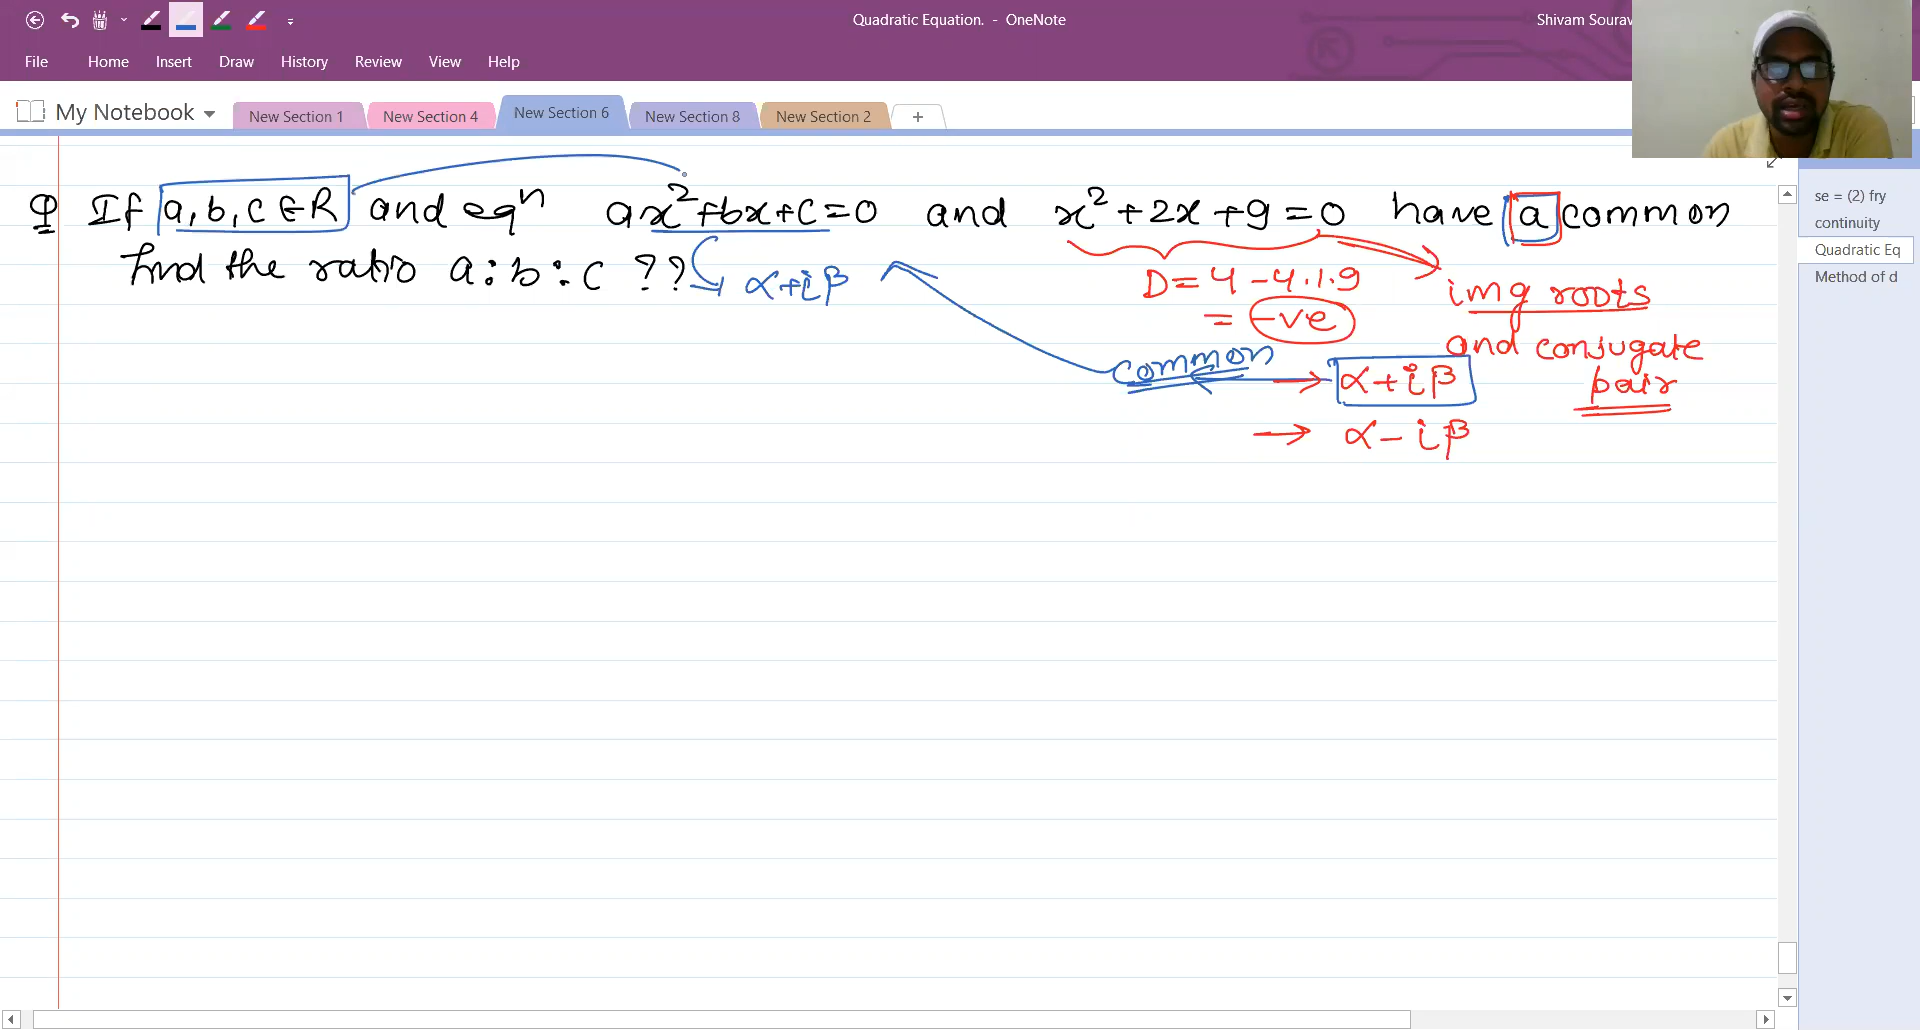 Quadratic Equation. - OneNote
Shivam Sourav
File Home Insert Draw History Review View Help
My Notebook
New Section 1 New Section 4 New Section 6 New Section 8 New Section 2 +
Q If a, b, c ∈ R and eqⁿ ax²+bx+c=0 and x²+2x+9=0 have a common
find the ratio a:b:c ??
α+iβ
D=4-4.1.9
= -ve
img roots
and conjugate
pair
common
→ α+iβ
→ α-iβ
se = (2) fry
continuity
Quadratic Eq
Method of d